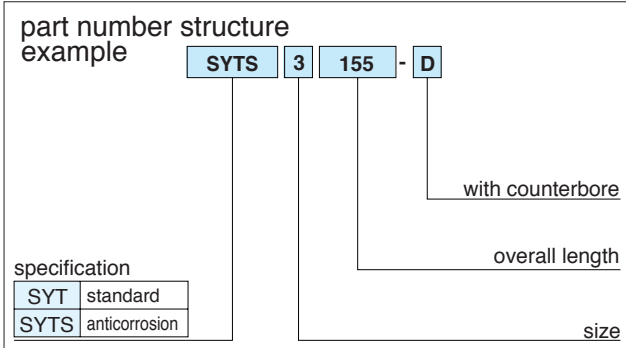 part number structure
example
SYTS 3 155 - D
with counterbore
overall length
specification
SYT standard
SYTS anticorrosion
size